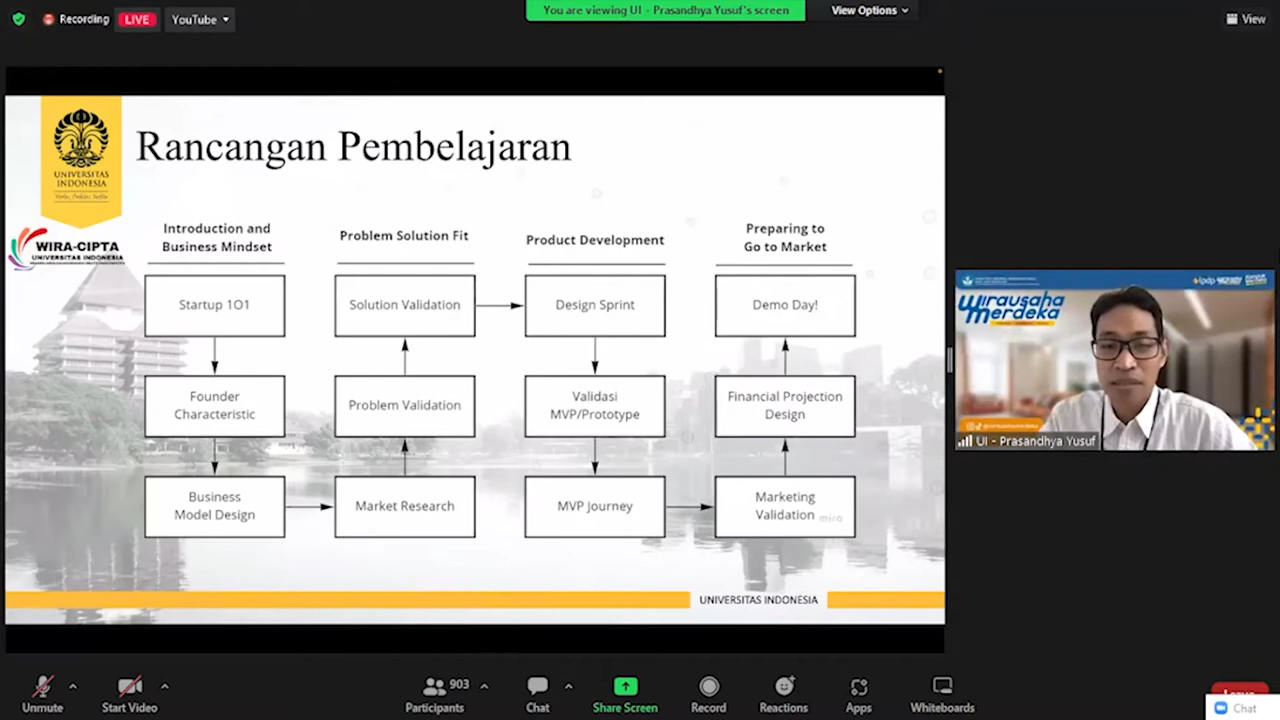 Recording
LIVE
YouTube
You are viewing UI - Prasandhya Yusuf's screen
View Options
View
UNIVERSITAS
INDONESIA
Rancangan Pembelajaran
WIRA-CIPTA
UNIVERSITAS INDONESIA
Introduction and
Business Mindset
Startup 101
Founder
Characteristic
Business
Model Design
Problem Solution Fit
Solution Validation
Problem Validation
Market Research
Product Development
Design Sprint
Validasi
MVP/Prototype
MVP Journey
Preparing to
Go to Market
Demo Day!
Financial Projection
Design
Marketing
Validation
miro
UNIVERSITAS INDONESIA
lpdp
Wirausaha
Merdeka
UI - Prasandhya Yusuf
Unmute
Start Video
903
Participants
Chat
Share Screen
Record
Reactions
Apps
Whiteboards
Chat